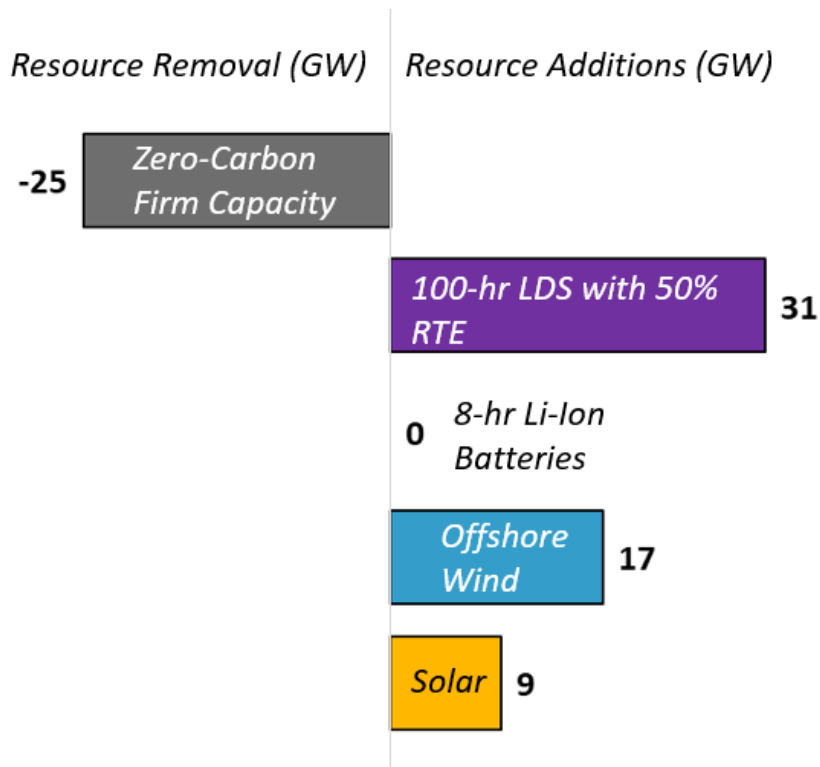 Resource Removal (GW)
Resource Additions (GW)
-25
Zero-Carbon
Firm Capacity
100-hr LDS with 50%
RTE
31
0
8-hr Li-Ion
Batteries
Offshore
Wind
17
Solar
9